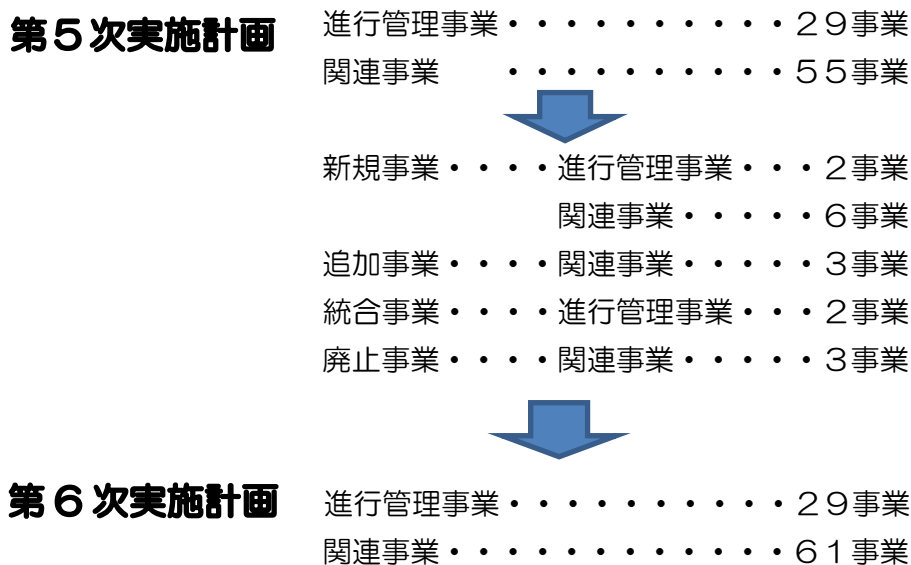 第５次実施計画
進行管理事業・・・・・・・・・・２９事業
関連事業　　・・・・・・・・・・５５事業
新規事業・・・・進行管理事業・・・２事業
関連事業・・・・・６事業
追加事業・・・・関連事業・・・・・３事業
統合事業・・・・進行管理事業・・・２事業
廃止事業・・・・関連事業・・・・・３事業
第６次実施計画
進行管理事業・・・・・・・・・・２９事業
関連事業・・・・・・・・・・・・６１事業